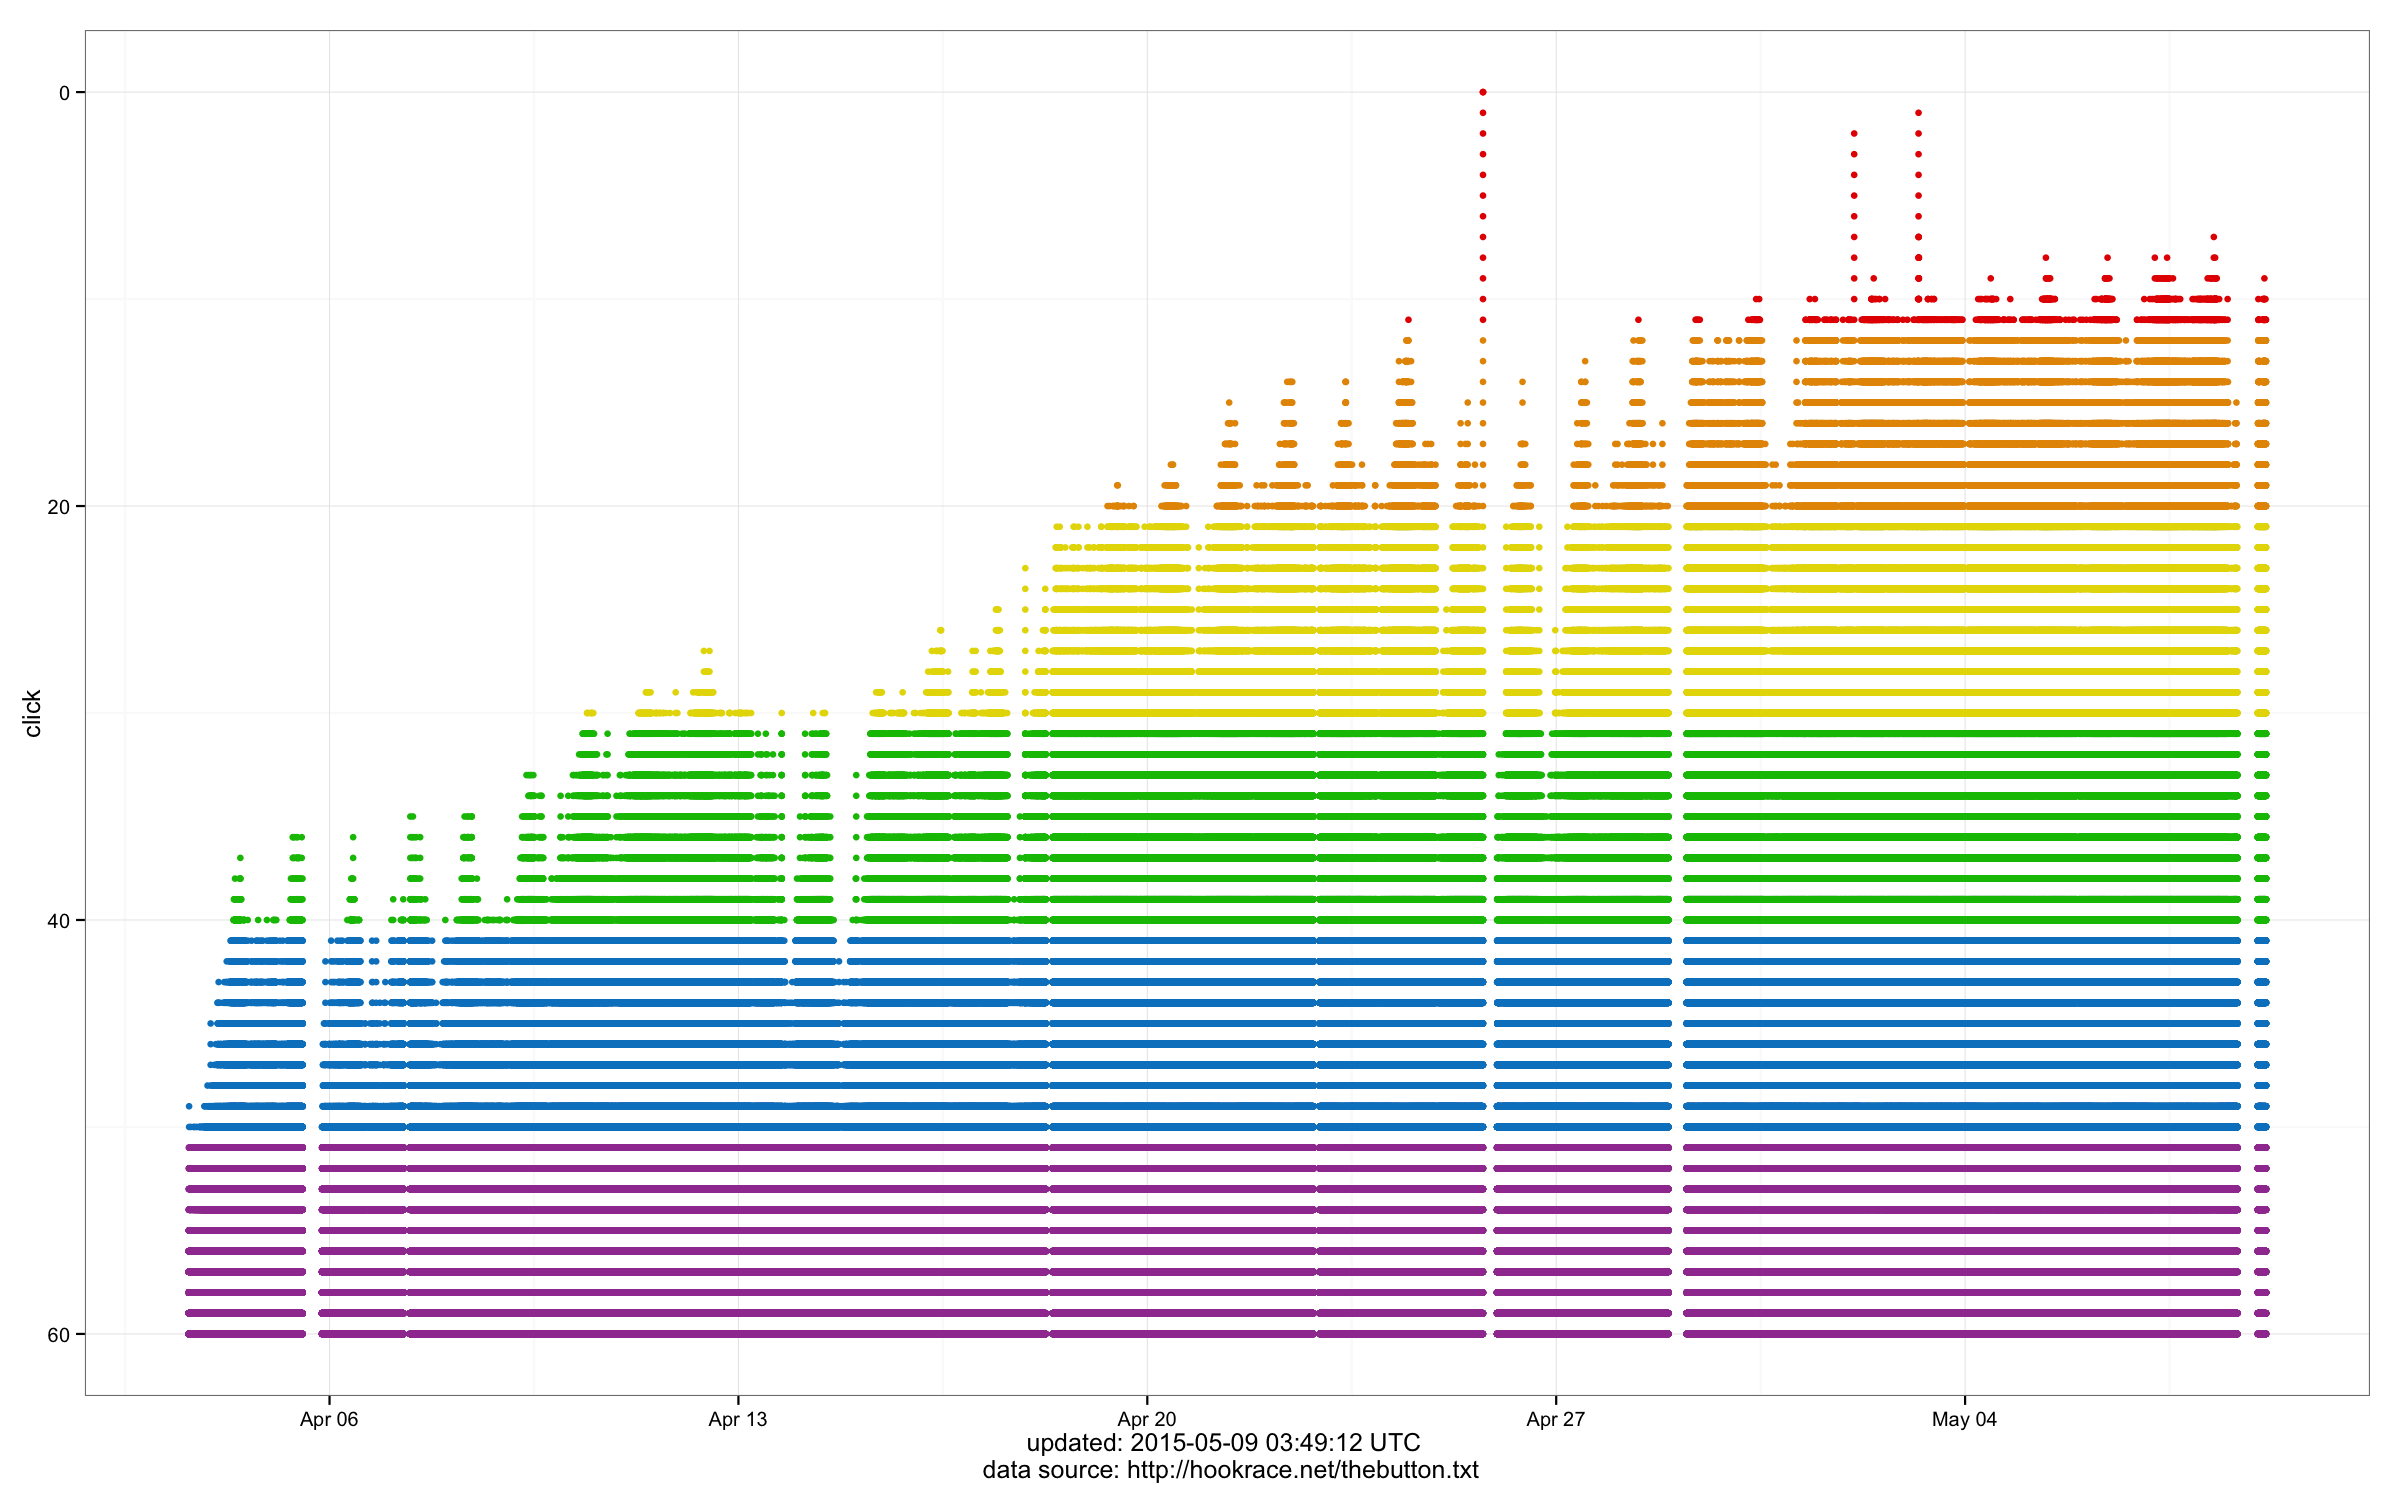 0
20
40
60
click
Apr 06
Apr 13
Apr 20
Apr 27
May 04
updated: 2015-05-09 03:49:12 UTC
data source: http://hookrace.net/thebutton.txt